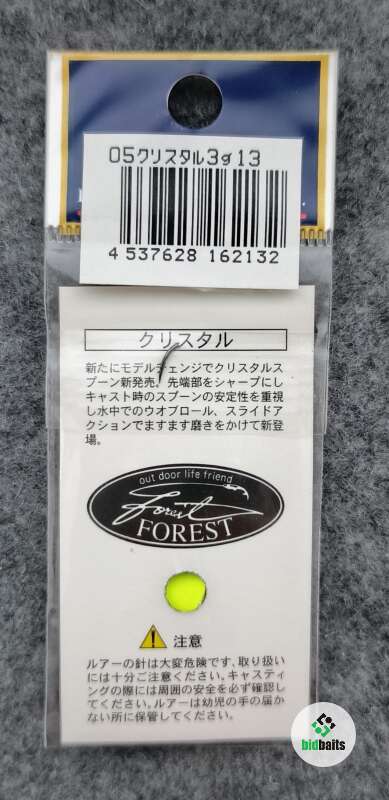 05クリスタル3g13
4 537628 162132
クリスタル
新たにモデルチェンジでクリスタルス
プーン新発売。先端部をシャープにし
キャスト時のスプーンの安定性を重視
し水中でのウオブロール、スライドア
クションでますます磨きをかけて新登
場。
out door life friend
Forest
FOREST
注意
ルアーの針は大変危険です、取り扱い
には十分ご注意ください。キャスティ
ングの際には周囲の安全を必ず確認し
てください。ルアーは幼児の手の届か
ない所に保管してください。
bidbaits